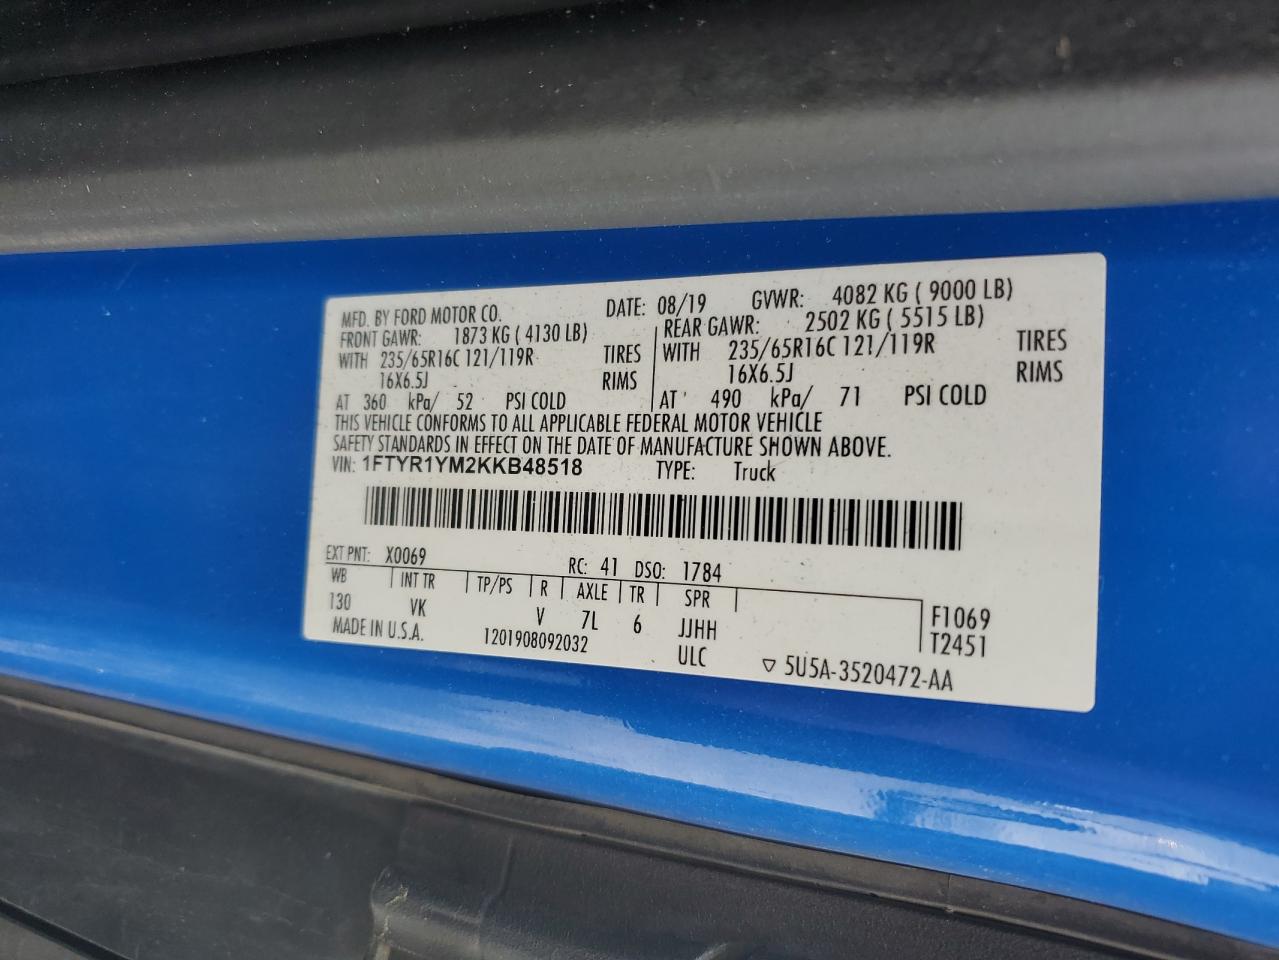 MFD. BY FORD MOTOR CO. DATE: 08/19 GVWR: 4082 KG ( 9000 LB)
FRONT GAWR: 1873 KG ( 4130 LB) REAR GAWR: 2502 KG ( 5515 LB)
WITH 235/65R16C 121/119R TIRES WITH 235/65R16C 121/119R TIRES
16X6.5J RIMS 16X6.5J RIMS
AT 360 kPa/ 52 PSI COLD AT 490 kPa/ 71 PSI COLD
THIS VEHICLE CONFORMS TO ALL APPLICABLE FEDERAL MOTOR VEHICLE
SAFETY STANDARDS IN EFFECT ON THE DATE OF MANUFACTURE SHOWN ABOVE.
VIN: 1FTYR1YM2KKB48518 TYPE: Truck
EXT PNT: X0069 RC: 41 DSO: 1784
WB INT TR TP/PS R AXLE TR SPR
130 VK V 7L 6 JJHH F1069
MADE IN U.S.A. 1201908092032 ULC T2451
▽ 5U5A-3520472-AA